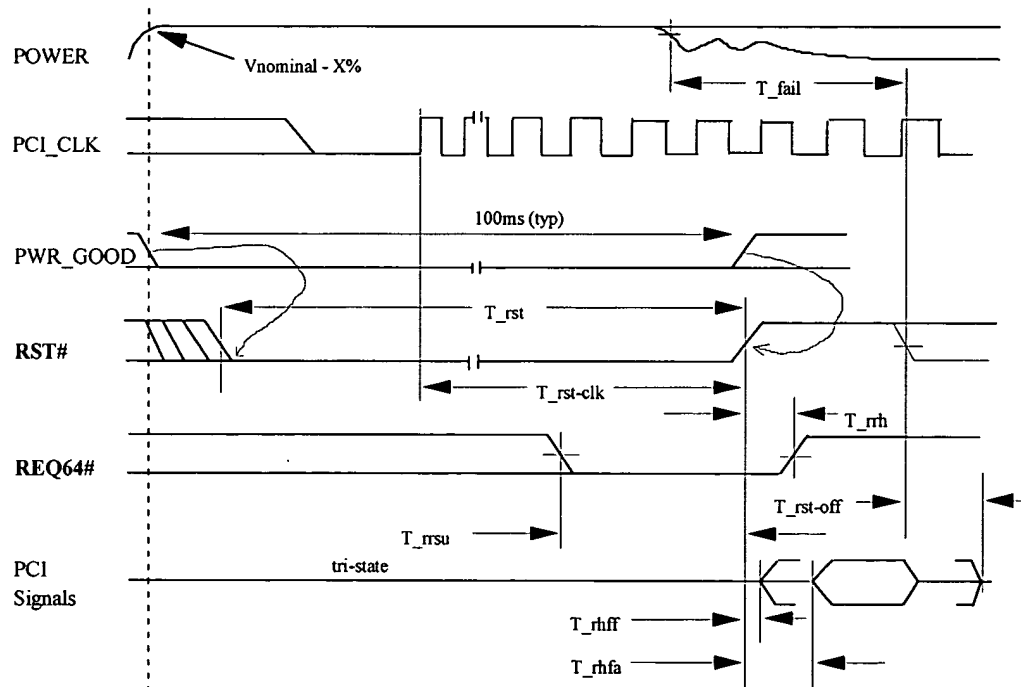 POWER
Vnominal - X%
T_fail
PCI_CLK
100ms (typ)
PWR_GOOD
T_rst
RST#
T_rst-clk
T_rrh
REQ64#
T_rst-off
T_rrsu
PCI
Signals
tri-state
T_rhff
T_rhfa